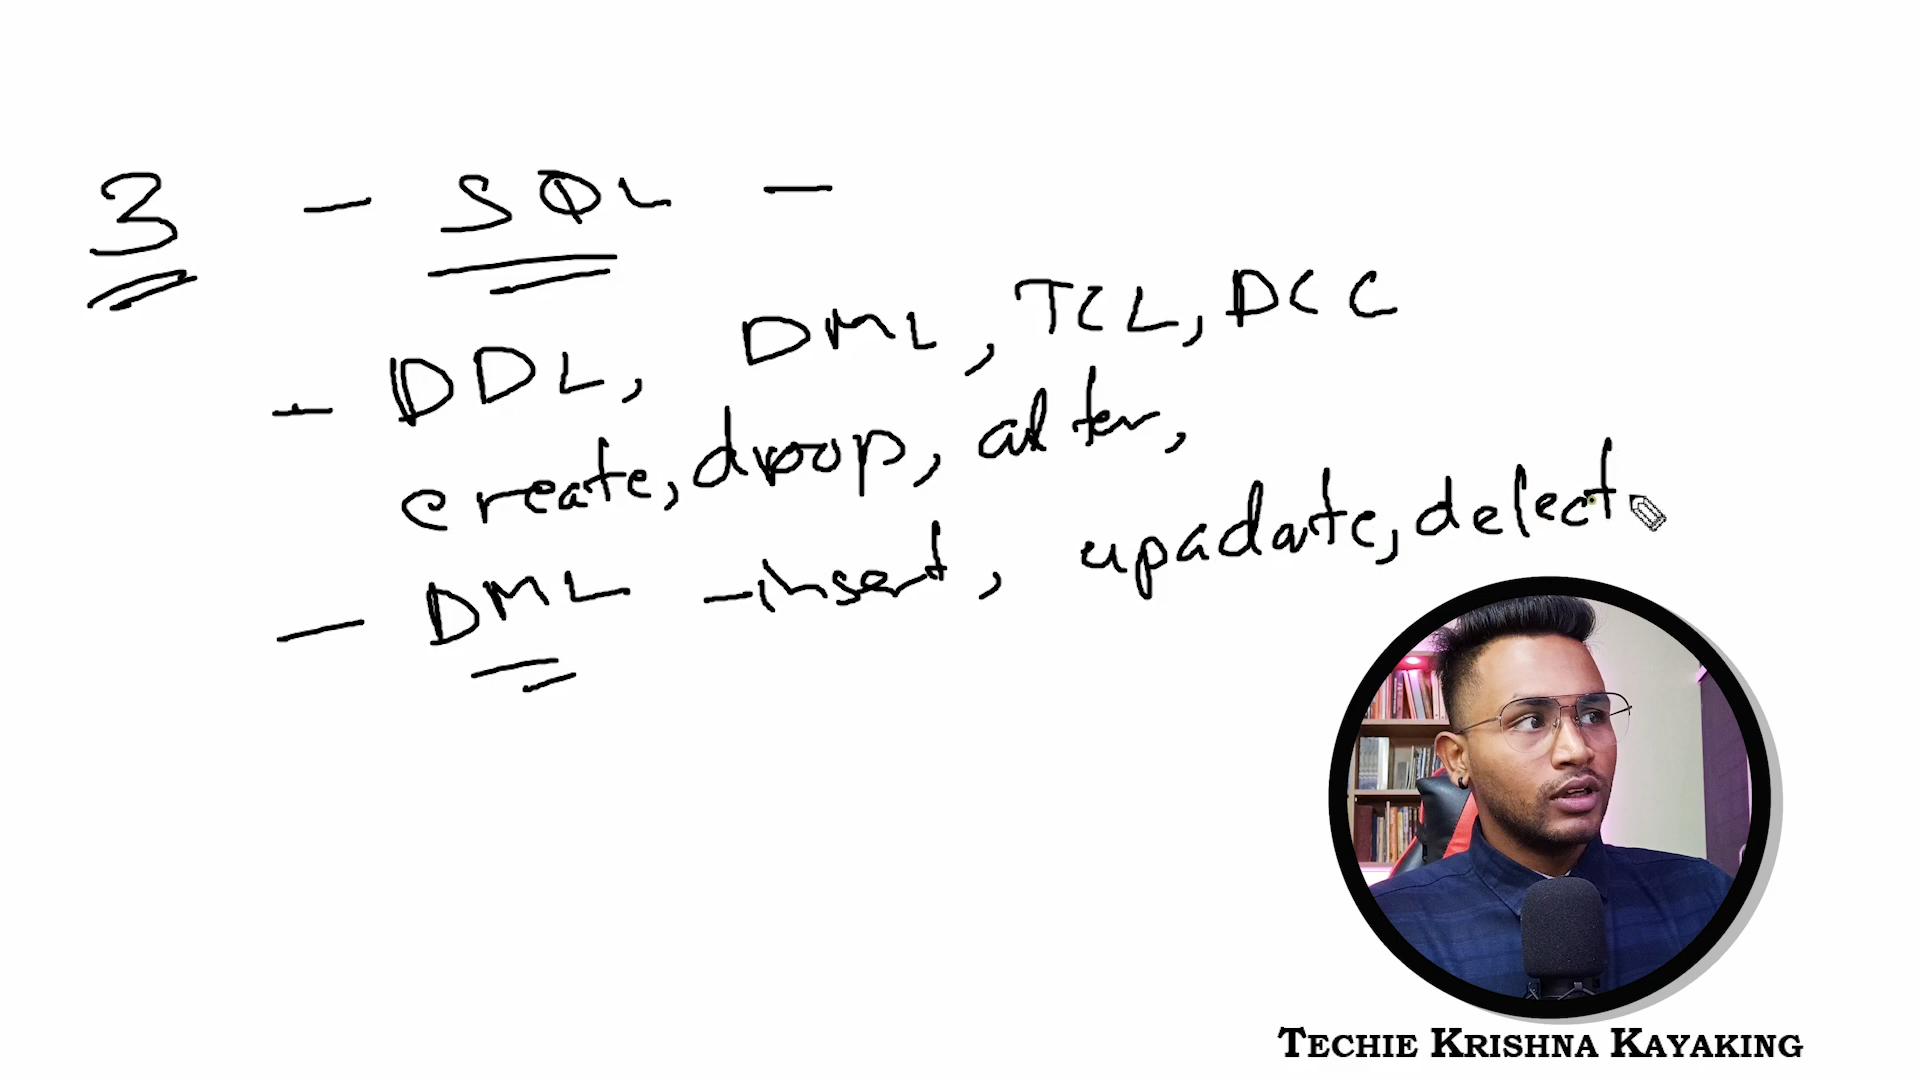 3 - SQL -
- DDL, DML, TCL, DCC
create, droop, alter,
- DML - insert, upadate, delect
TECHIE KRISHNA KAYAKING